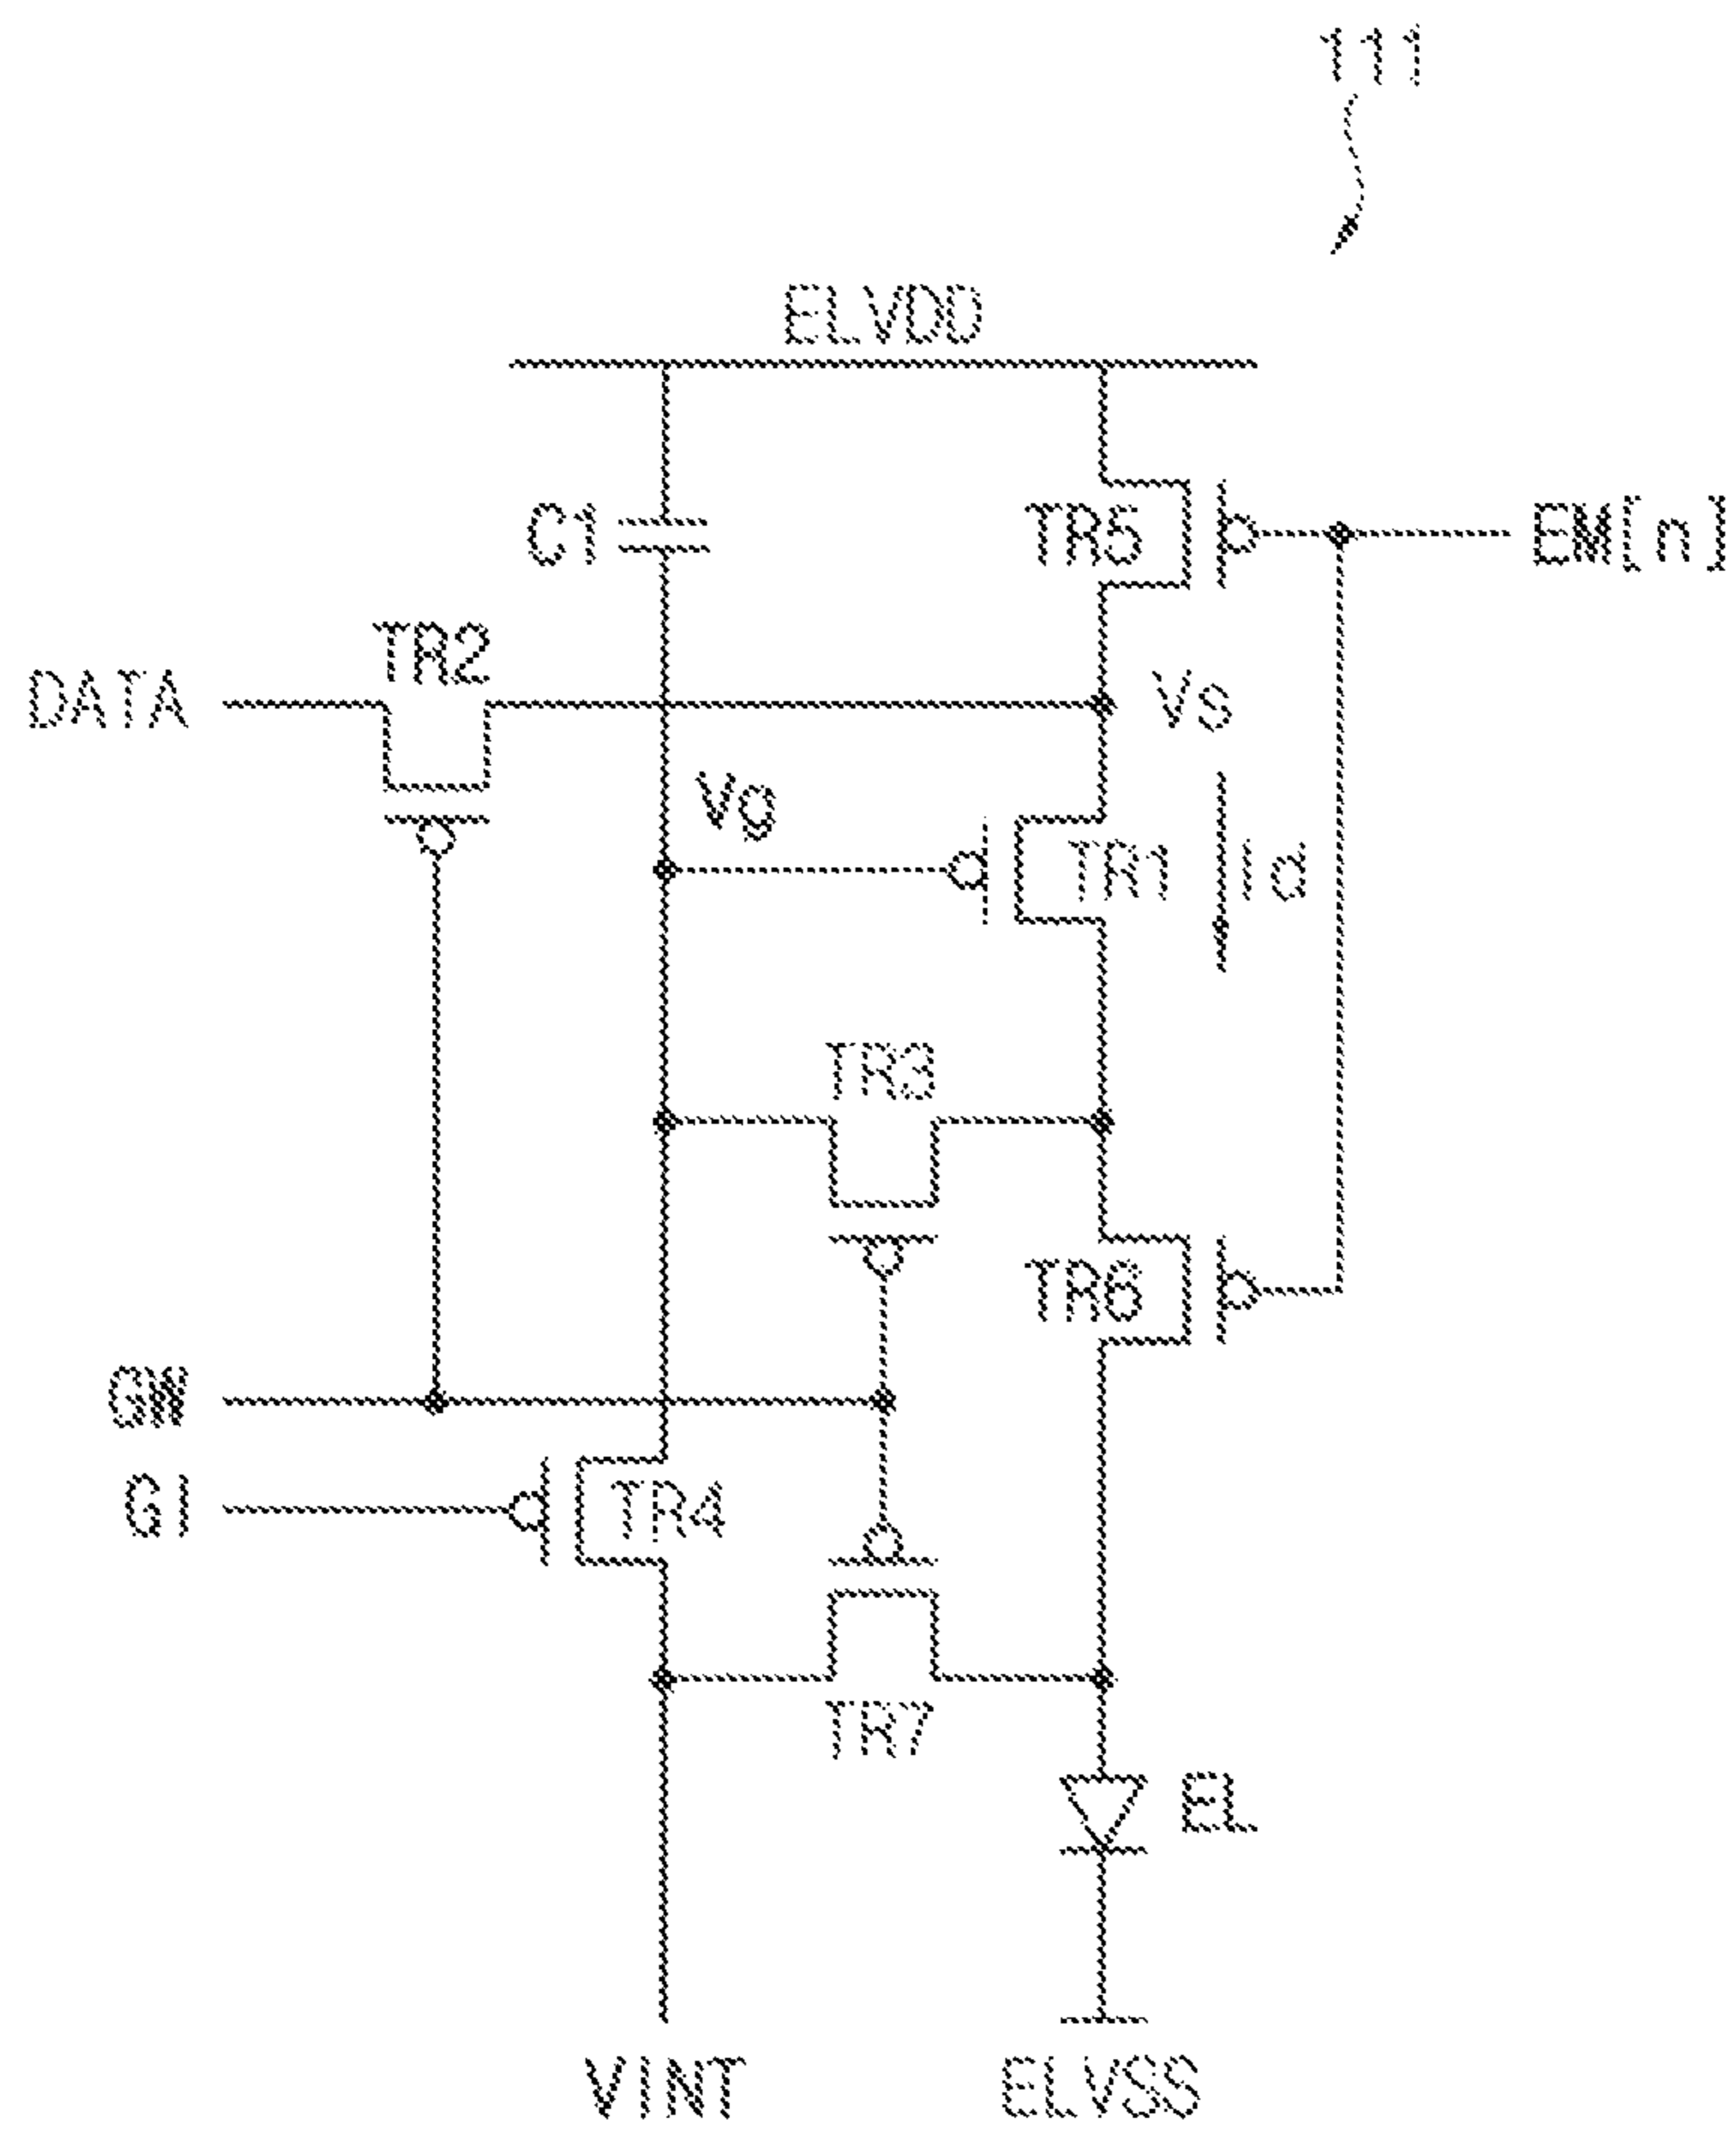 111
ELVDD
C1
TR5
EM[n]
TR2
DATA
Vs
Vg
TR1
Id
TR3
TR6
GW
GI
TR4
TR7
EL
VINT
ELVSS